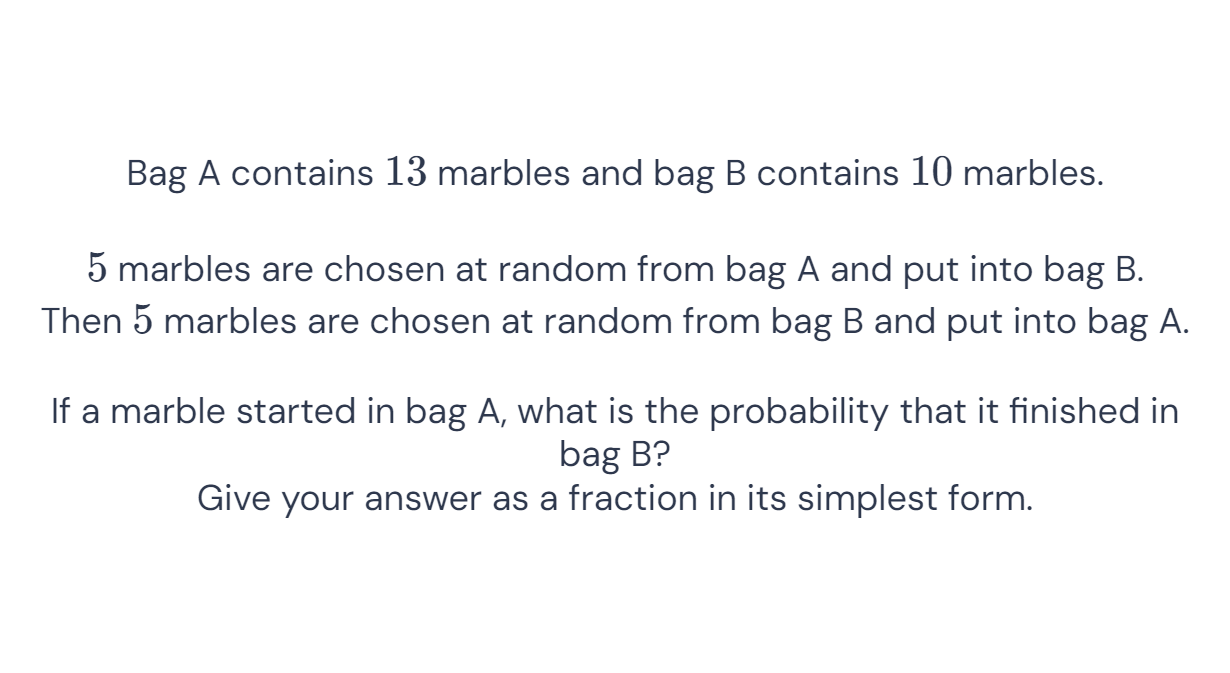 Bag A contains 13 marbles and bag B contains 10 marbles.
5 marbles are chosen at random from bag A and put into bag B.
Then 5 marbles are chosen at random from bag B and put into bag A.
If a marble started in bag A, what is the probability that it finished in
bag B?
Give your answer as a fraction in its simplest form.